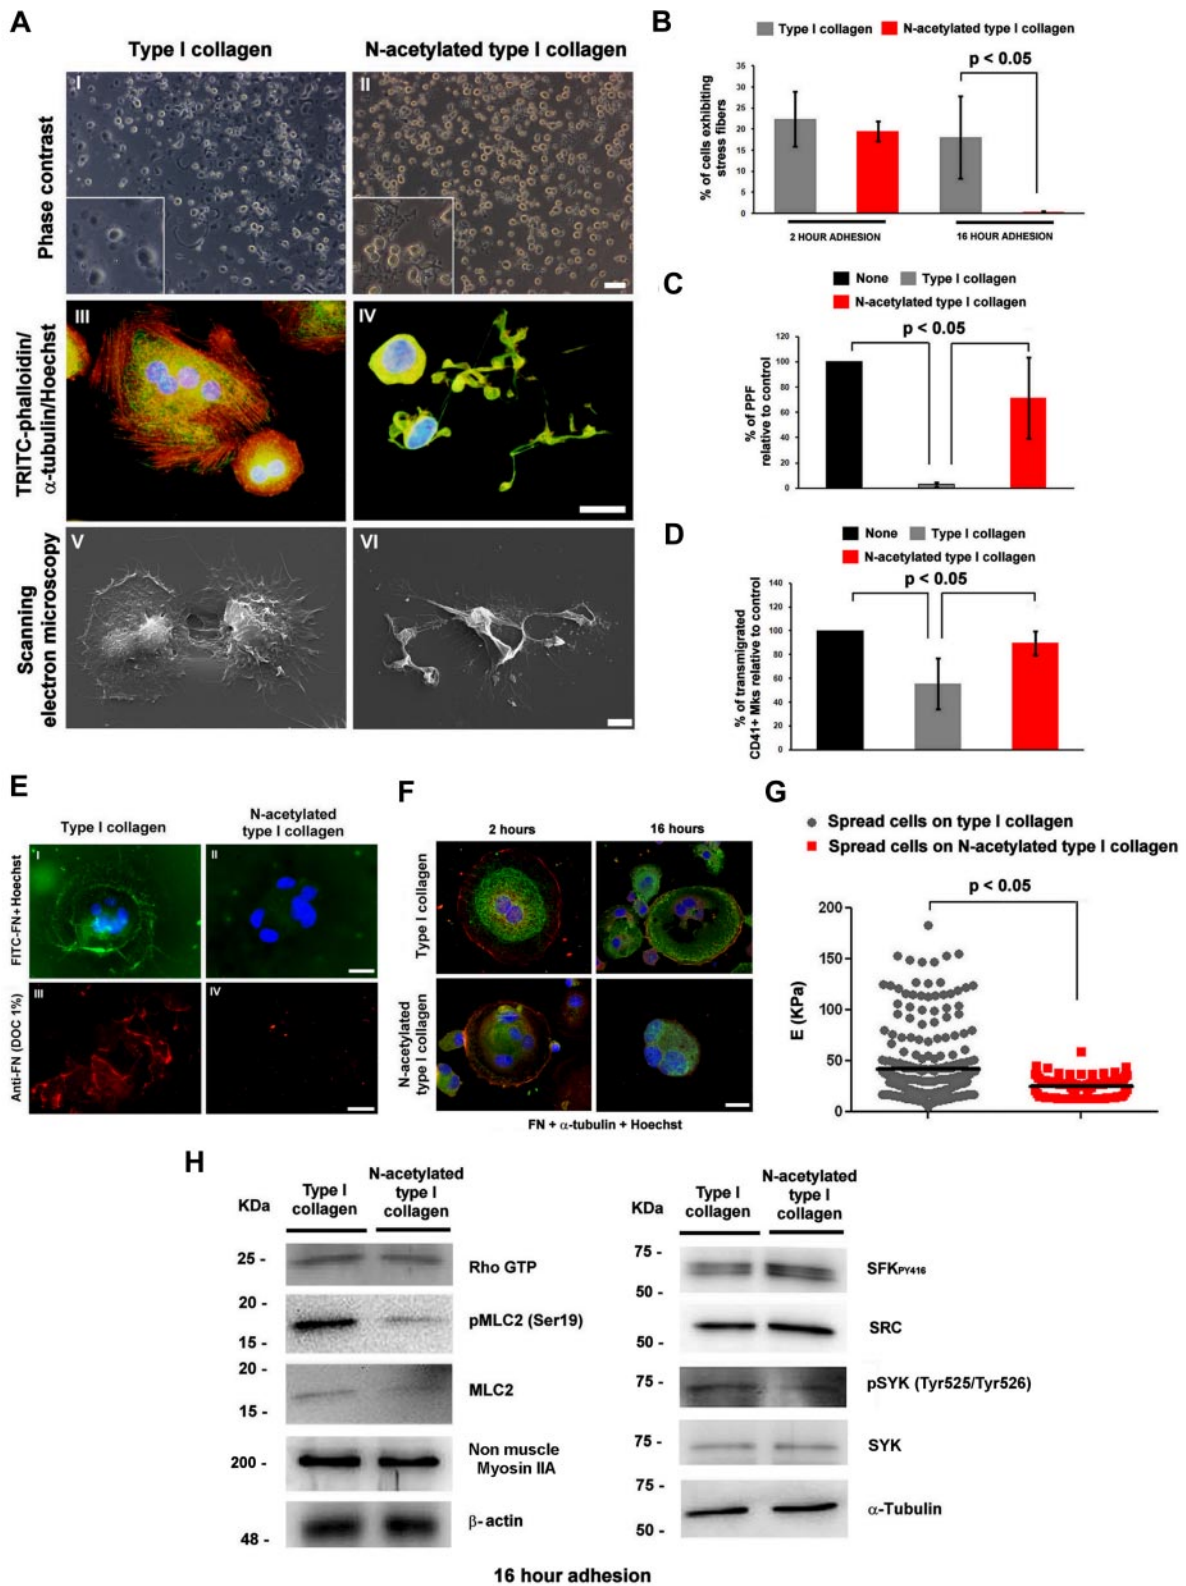 A
Type I collagen
N-acetylated type I collagen
Phase contrast
I
II
TRITC-phalloidin/
α-tubulin/Hoechst
III
IV
Scanning
electron microscopy
V
VI
B
Type I collagen
N-acetylated type I collagen
p < 0.05
% of cells exhibiting
stress fibers
35
30
25
20
15
10
5
0
2 HOUR ADHESION
16 HOUR ADHESION
C
None
Type I collagen
N-acetylated type I collagen
p < 0.05
% of PPF
relative to control
120
100
80
60
40
20
0
D
None
Type I collagen
N-acetylated type I collagen
p < 0.05
% of transmigrated
CD41+ Mks relative to control
140
120
100
80
60
40
20
0
E
Type I collagen
N-acetylated
type I collagen
FITC-FN+Hoechst
I
II
Anti-FN (DOC 1%)
III
IV
F
2 hours
16 hours
Type I collagen
N-acetylated
type I collagen
FN + α-tubulin + Hoechst
G
Spread cells on type I collagen
Spread cells on N-acetylated type I collagen
p < 0.05
E (KPa)
200
150
100
50
0
H
KDa
Type I
collagen
N-acetylated
type I
collagen
25 -
Rho GTP
20 -
pMLC2 (Ser19)
15 -
20 -
MLC2
15 -
200 -
Non muscle
Myosin IIA
β- actin
48 -
KDa
Type I
collagen
N-acetylated
type I
collagen
75 -
SFKPY416
50 -
SRC
50 -
75 -
pSYK (Tyr525/Tyr526)
75 -
SYK
75 -
α-Tubulin
50 -
16 hour adhesion